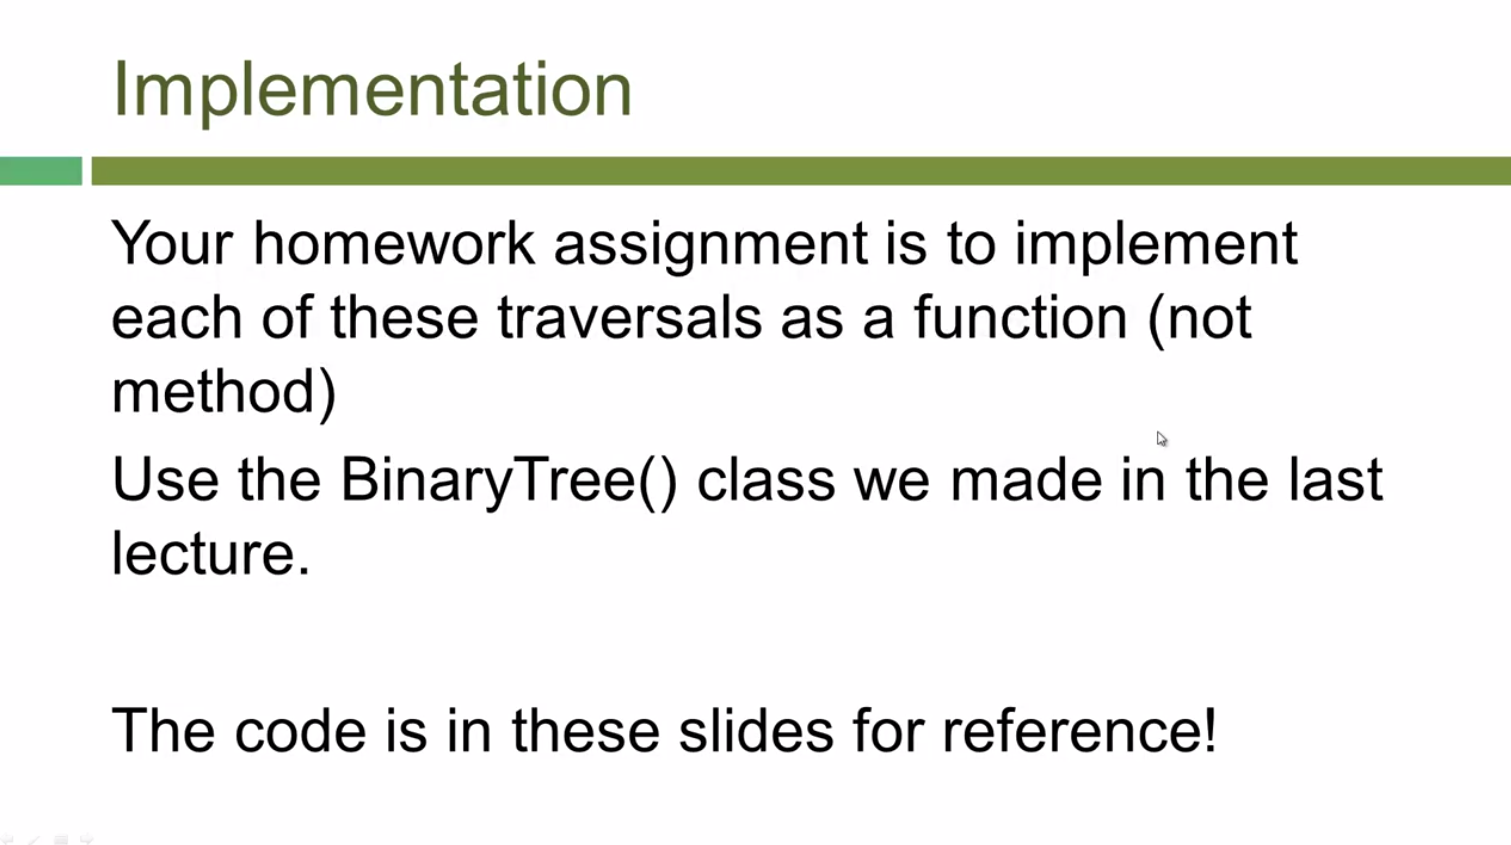 Implementation
Your homework assignment is to implement
each of these traversals as a function (not
method)
Use the BinaryTree() class we made in the last
lecture.
The code is in these slides for reference!